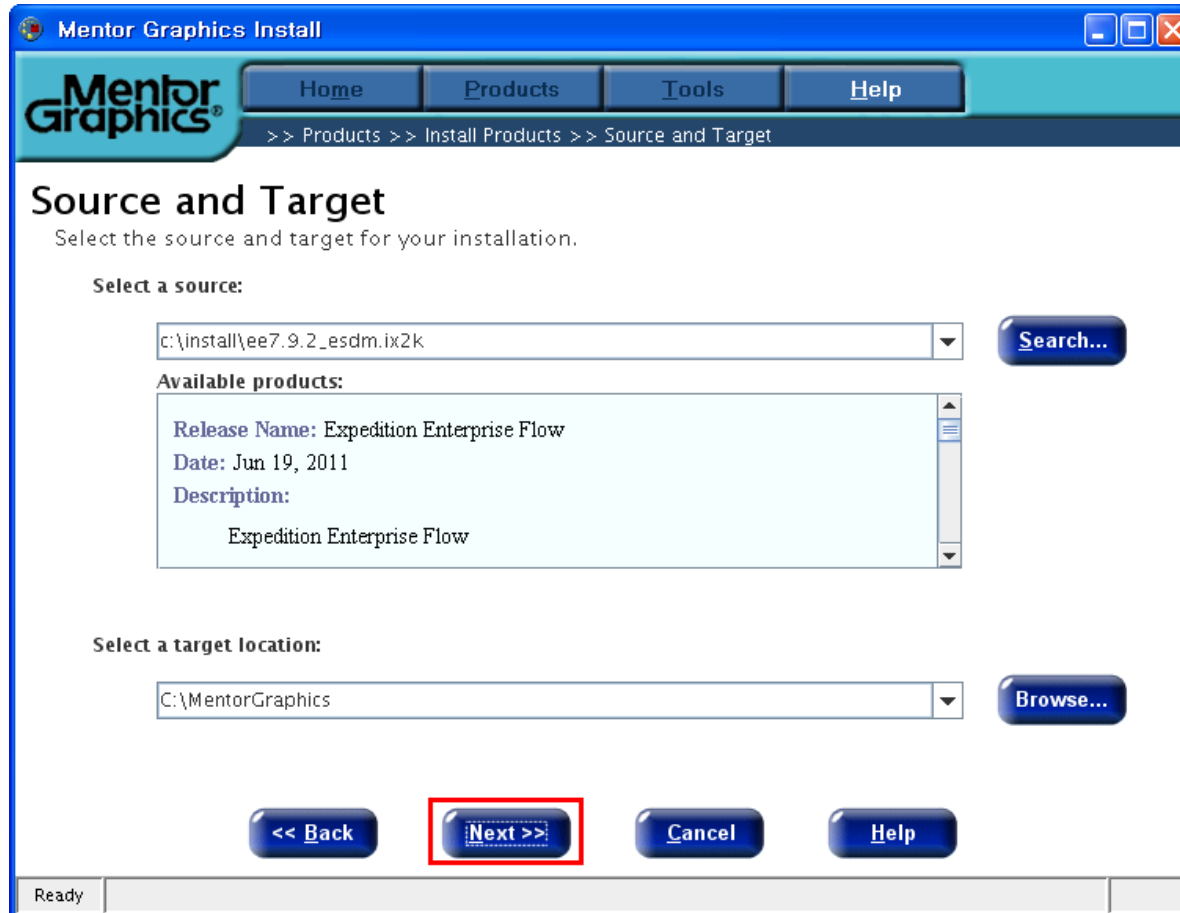 Mentor Graphics Install
Mentor Graphics®
Home Products Tools Help
>> Products >> Install Products >> Source and Target
Source and Target
Select the source and target for your installation.
Select a source:
c:\install\ee7.9.2_esdm.ix2k
Search...
Available products:
Release Name: Expedition Enterprise Flow
Date: Jun 19, 2011
Description:
Expedition Enterprise Flow
Select a target location:
C:\MentorGraphics
Browse...
<< Back Next >> Cancel Help
Ready